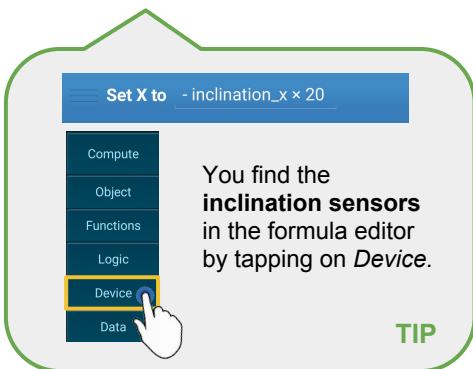 Set X to - inclination_x × 20
Compute
Object
Functions
Logic
Device
Data
You find the
inclination sensors
in the formula editor
by tapping on Device.
TIP